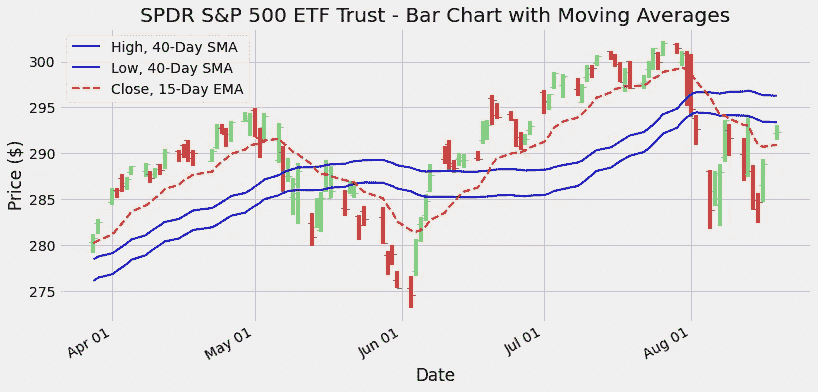 SPDR S&P 500 ETF Trust - Bar Chart with Moving Averages
High, 40-Day SMA
Low, 40-Day SMA
Close, 15-Day EMA
Price ($)
300
295
290
285
280
275
Apr 01
May 01
Jun 01
Jul 01
Aug 01
Date